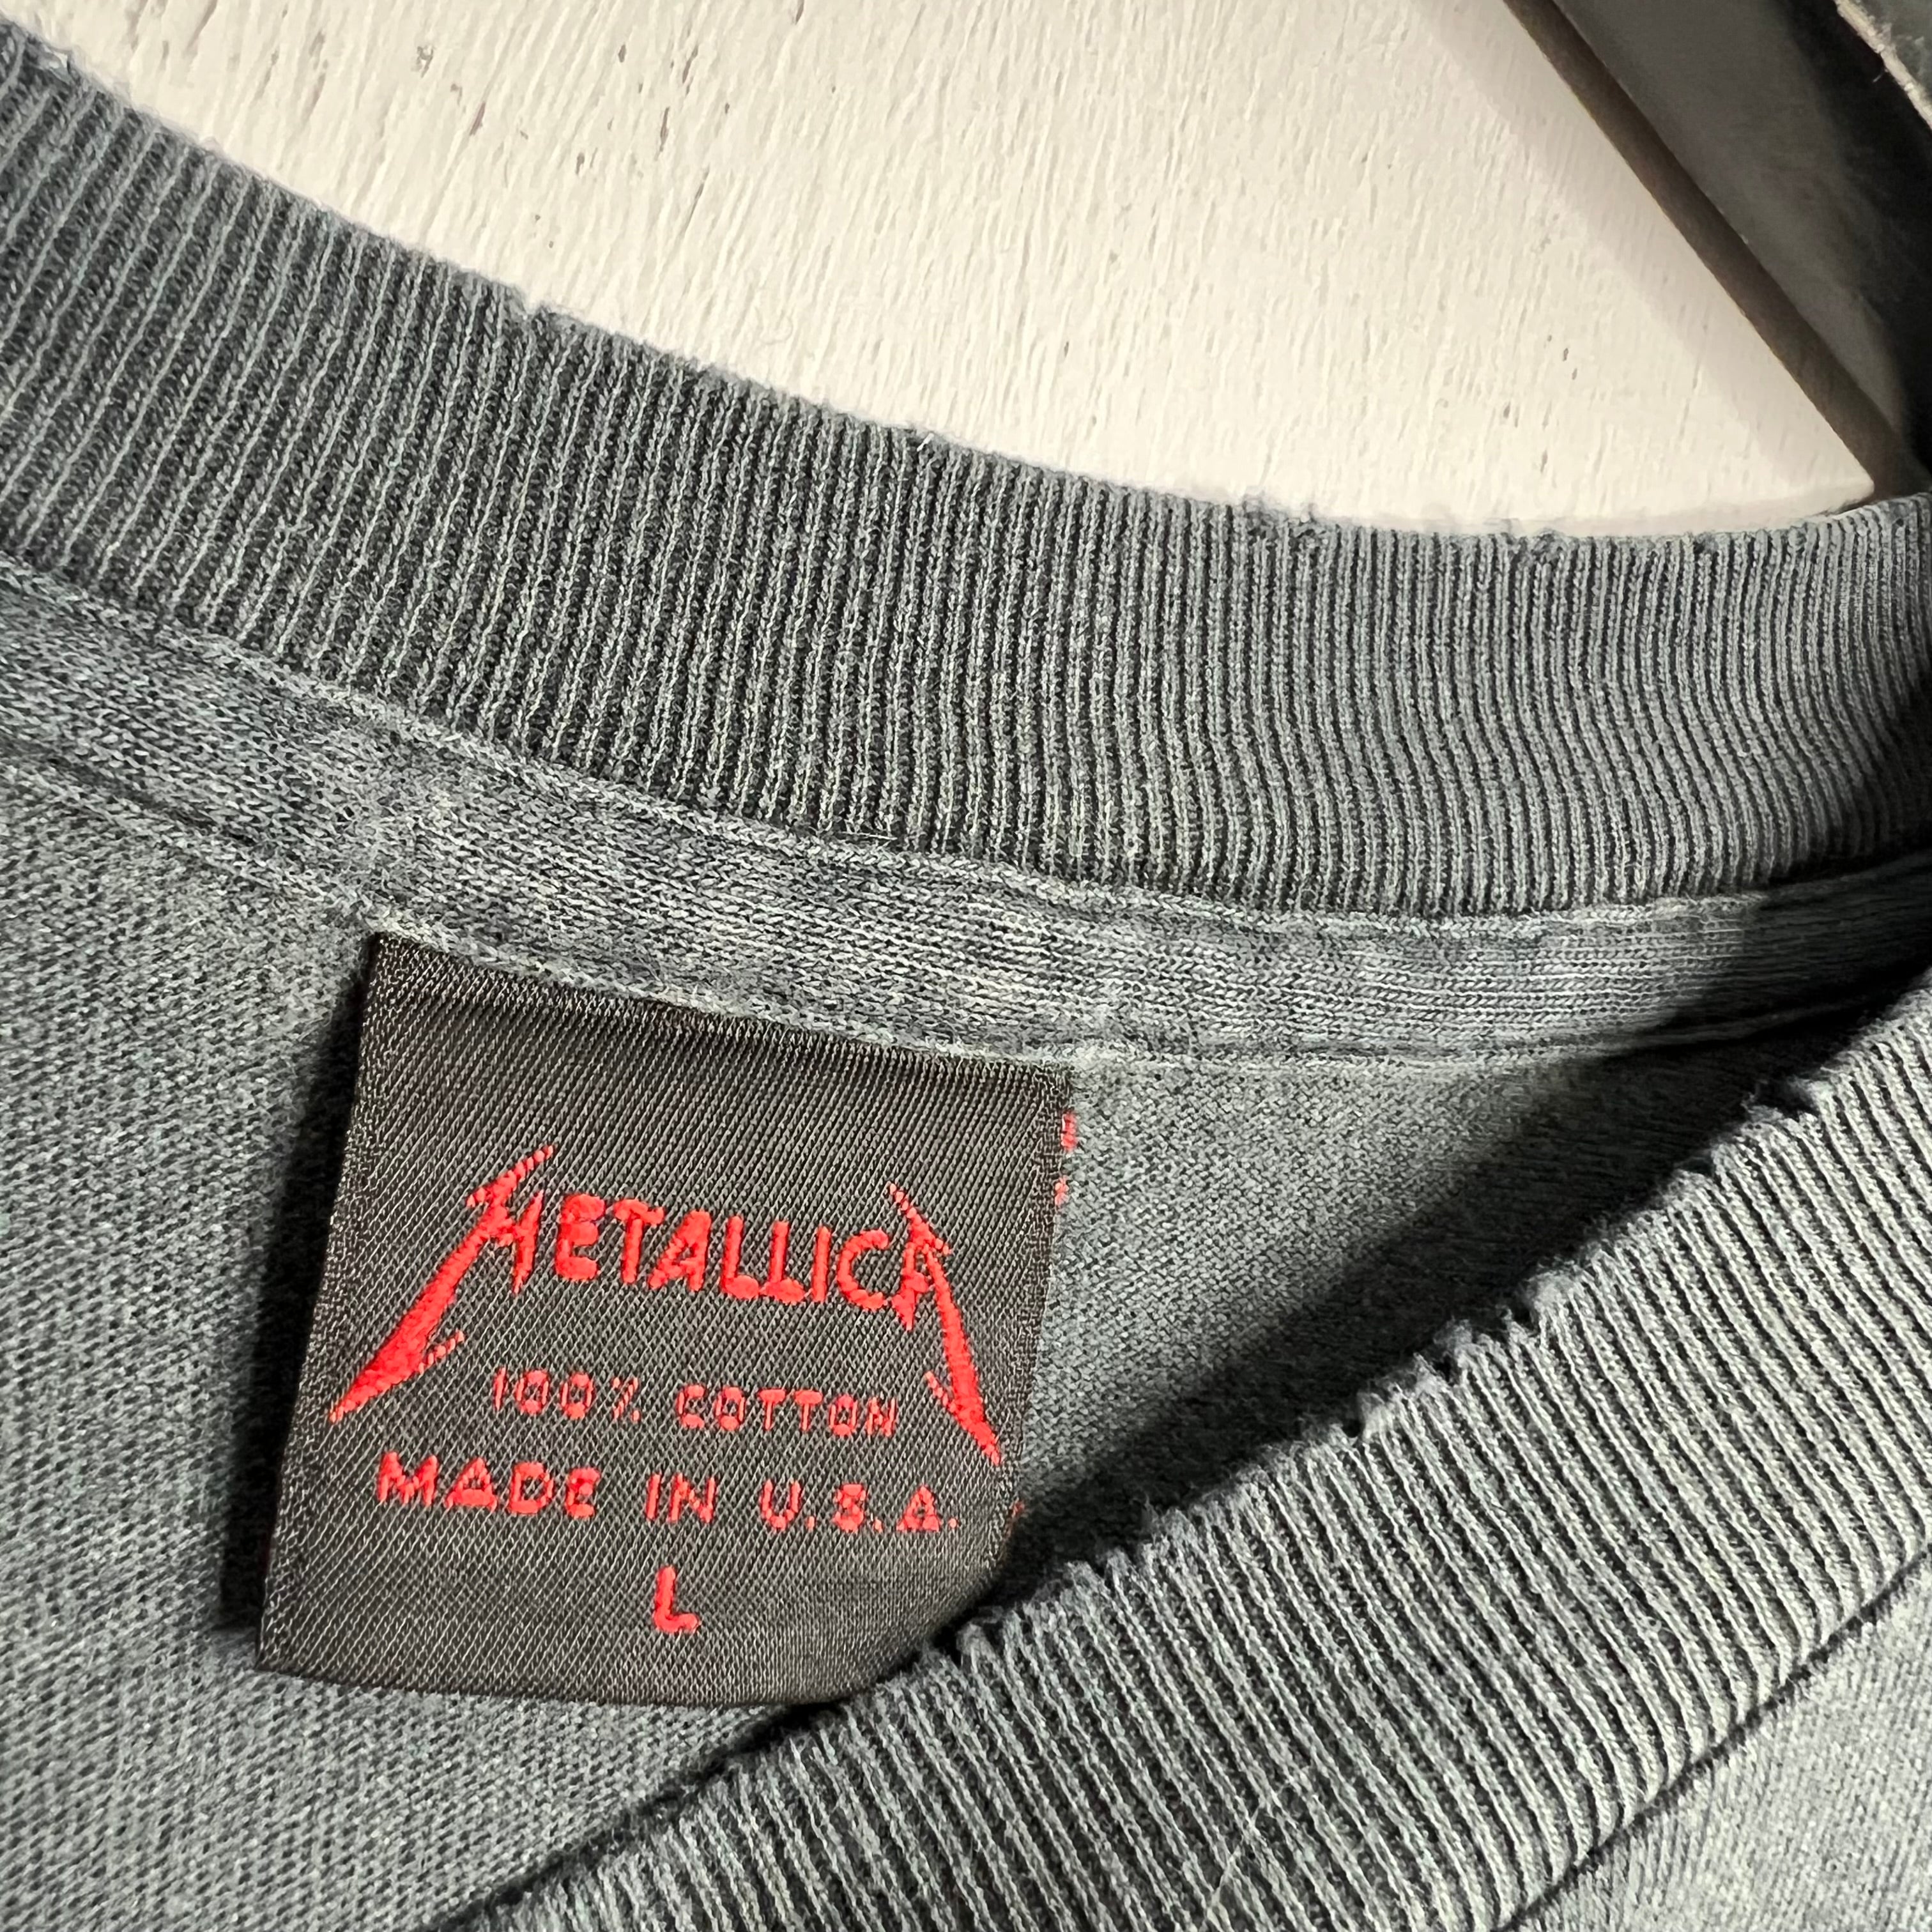 METALLICA
100% COTTON
MADE IN U.S.A.
L